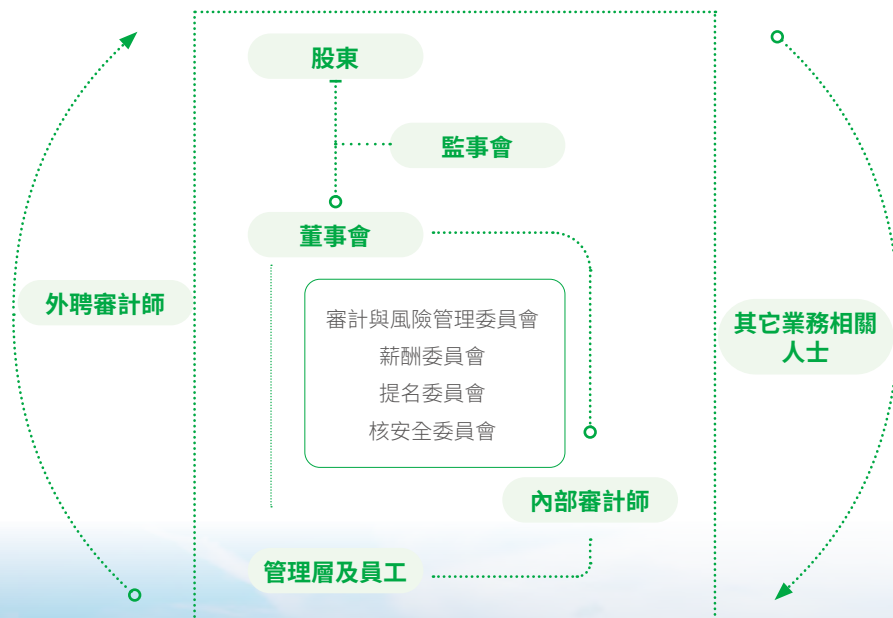 股東
監事會
董事會
外聘審計師
審計與風險管理委員會
薪酬委員會
提名委員會
核安全委員會
其它業務相關
人士
內部審計師
管理層及員工